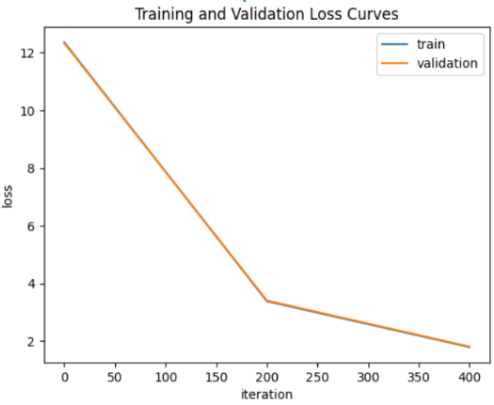 Training and Validation Loss Curves
train
validation
12
10
8
6
4
2
loss
0 50 100 150 200 250 300 350 400
iteration